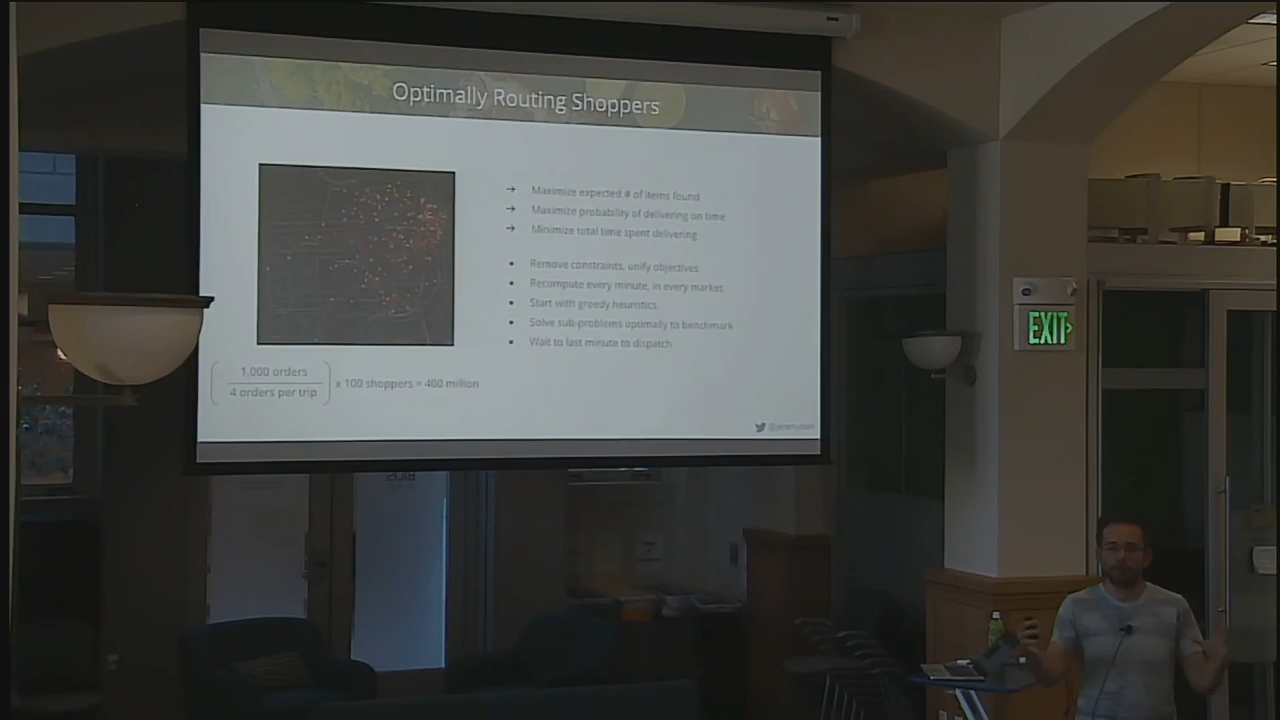 Optimally Routing Shoppers
→ Maximize expected # of items found
→ Maximize probability of delivering on time
→ Minimize total time spent delivering
• Remove constraints, unify objectives
• Recompute every minute, in every market
• Start with greedy heuristics
• Solve sub-problems optimally to benchmark
• Wait to last minute to dispatch
1,000 orders
4 orders per trip
x 100 shoppers = 400 million
EXIT